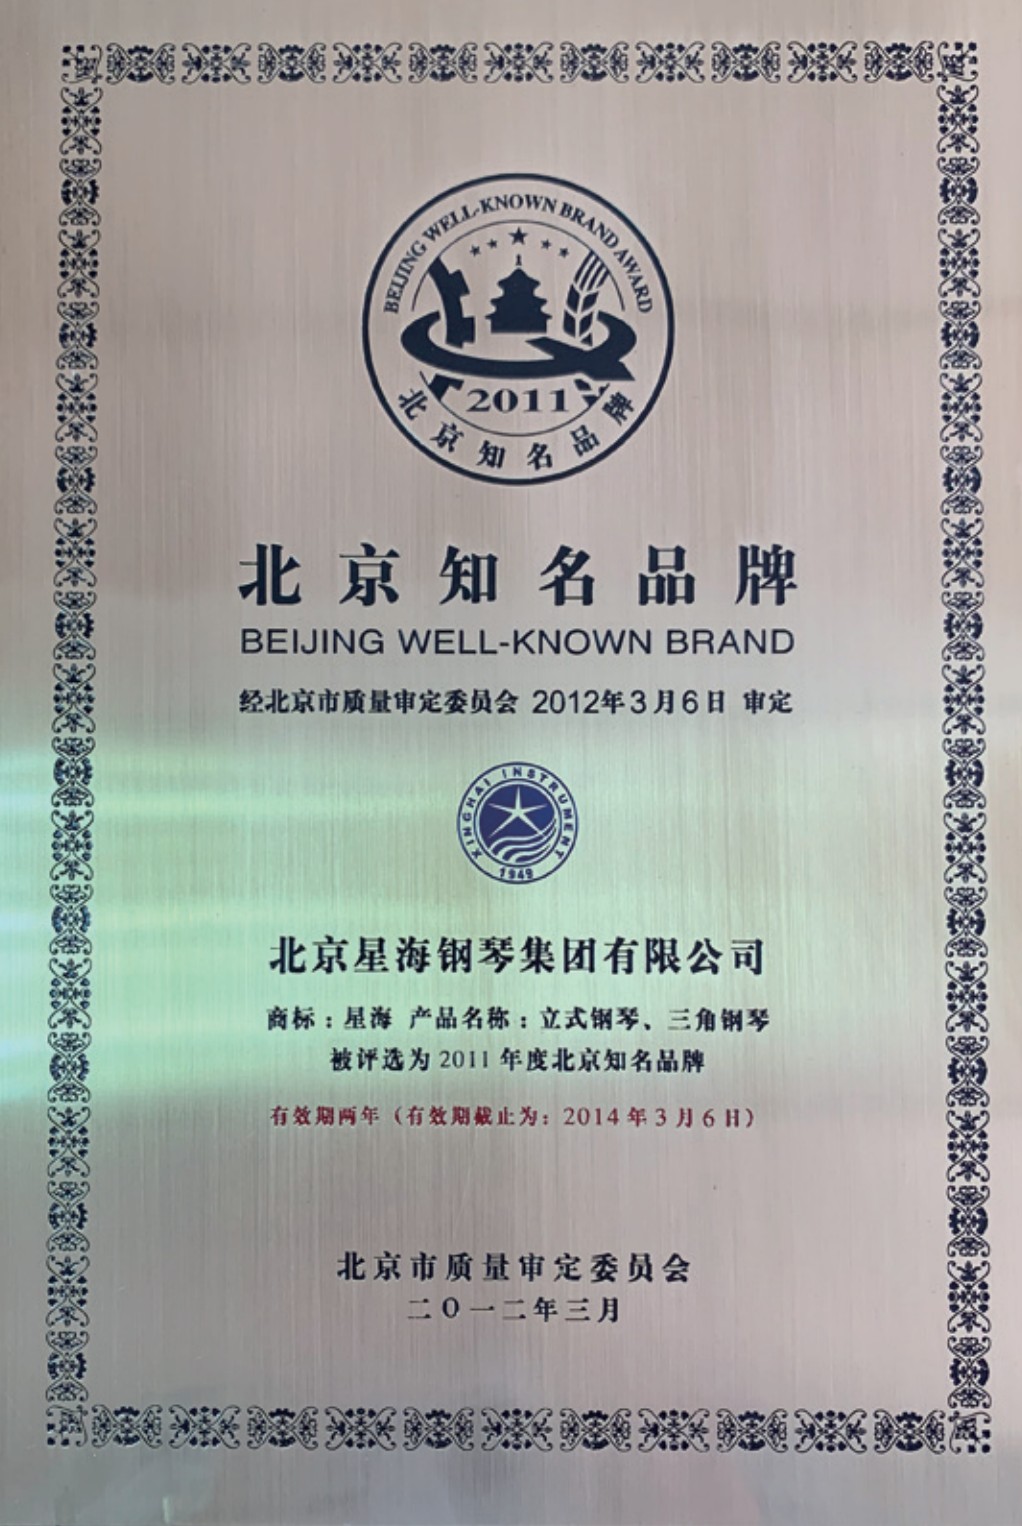 BEIJING WELL-KNOWN BRAND AWARD
2011
北京知名品牌
北京知名品牌
BEIJING WELL-KNOWN BRAND
经北京市质量审定委员会 2012年3月6日 审定
XINGHAI INSTRUMENT
1949
北京星海钢琴集团有限公司
商标：星海 产品名称：立式钢琴、三角钢琴
被评选为 2011 年度北京知名品牌
有效期两年（有效期截止为：2014 年 3 月 6 日）
北京市质量审定委员会
二〇一二年三月